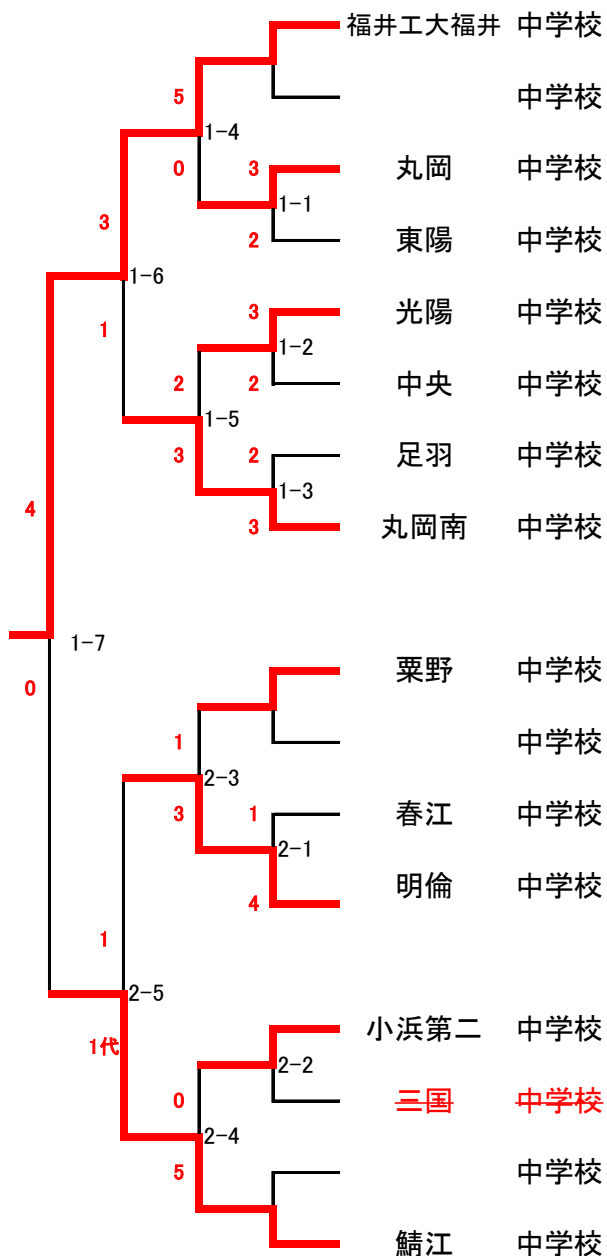 福井工大福井 中学校
5 中学校
1-4
0 3 丸岡 中学校
1-1
3 2 東陽 中学校
1-6
1 3 光陽 中学校
1-2
2 2 中央 中学校
1-5
3 2 足羽 中学校
1-3
4 3 丸岡南 中学校
1-7
0 粟野 中学校
1 中学校
2-3
3 1 春江 中学校
2-1
4 明倫 中学校
1
2-5
1代 小浜第二 中学校
2-2
0 三国 中学校
2-4
5 中学校
鯖江 中学校